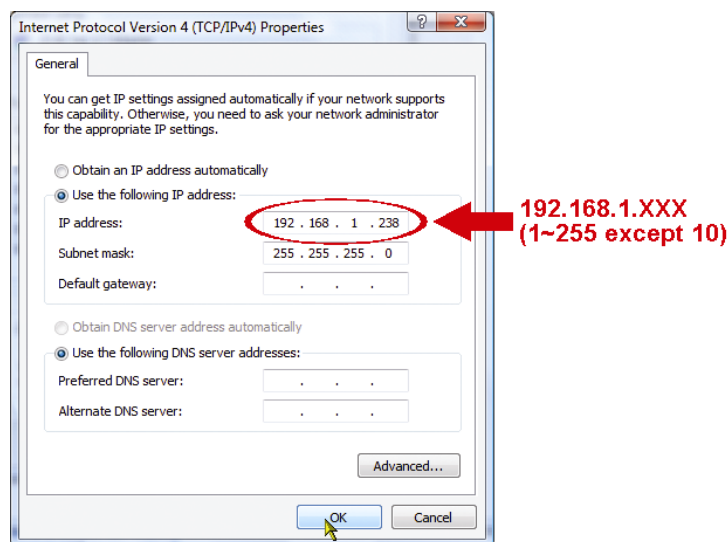 Internet Protocol Version 4 (TCP/IPv4) Properties
?
General
You can get IP settings assigned automatically if your network supports
this capability. Otherwise, you need to ask your network administrator
for the appropriate IP settings.
Obtain an IP address automatically
Use the following IP address:
IP address: 192 . 168 . 1 . 238
192.168.1.XXX
(1~255 except 10)
Subnet mask: 255 . 255 . 255 . 0
Default gateway: . . .
Obtain DNS server address automatically
Use the following DNS server addresses:
Preferred DNS server: . . .
Alternate DNS server: . . .
Advanced...
OK Cancel